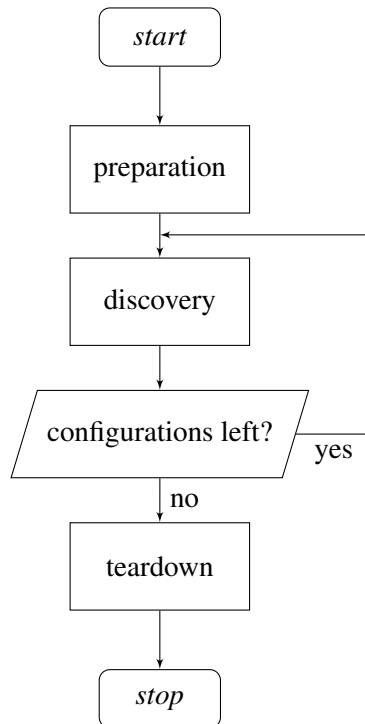 start
preparation
discovery
configurations left?
yes
no
teardown
stop